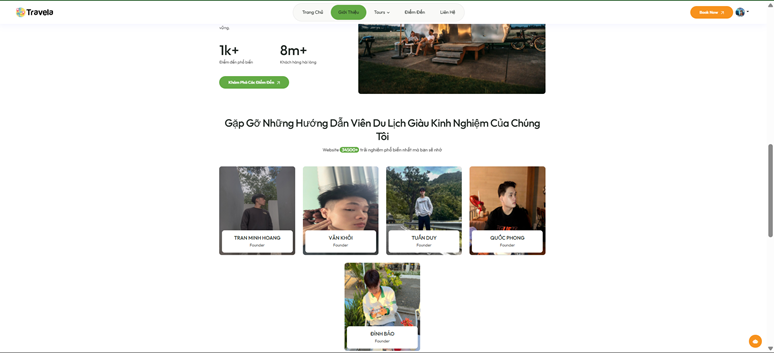 Travela
Trang Chủ
Giới Thiệu
Tours
Điểm Đến
Liên Hệ
Book Now
vững.
1k+
8m+
Điểm đến phổ biến
Khách hàng hài lòng
Khám Phá Các Điểm Đến
Gặp Gỡ Những Hướng Dẫn Viên Du Lịch Giàu Kinh Nghiệm Của Chúng
Tôi
Website 34500+ trải nghiệm phổ biến nhất mà bạn sẽ nhớ
TRAN MINH HOANG
Founder
VĂN KHÔI
Founder
TUẤN DUY
Founder
QUỐC PHONG
Founder
ĐÌNH BẢO
Founder